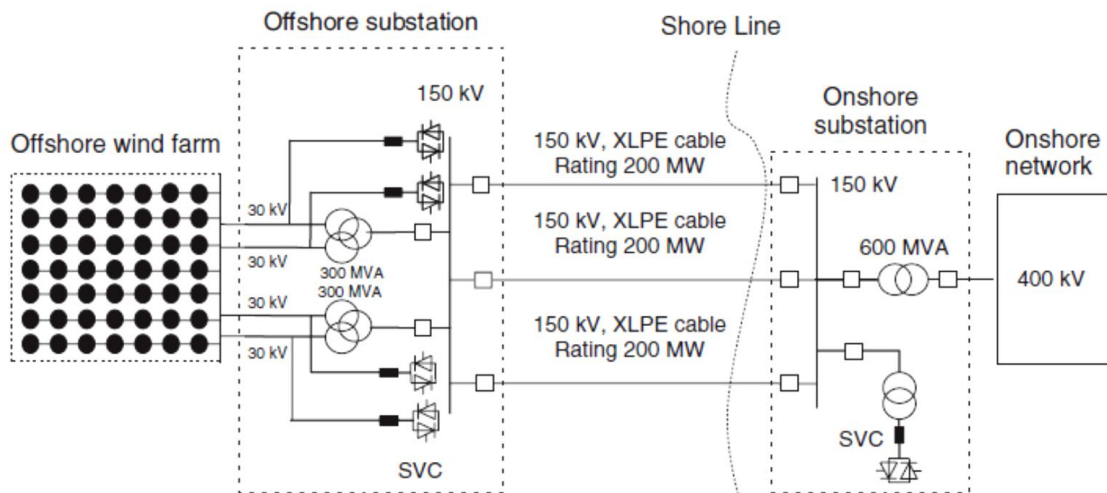 Offshore substation
Shore Line
150 kV
Onshore
substation
Offshore wind farm
150 kV, XLPE cable
Rating 200 MW
Onshore
network
30 kV
150 kV
30 kV
150 kV, XLPE cable
Rating 200 MW
600 MVA
300 MVA
300 MVA
400 kV
30 kV
150 kV, XLPE cable
Rating 200 MW
30 kV
SVC
SVC